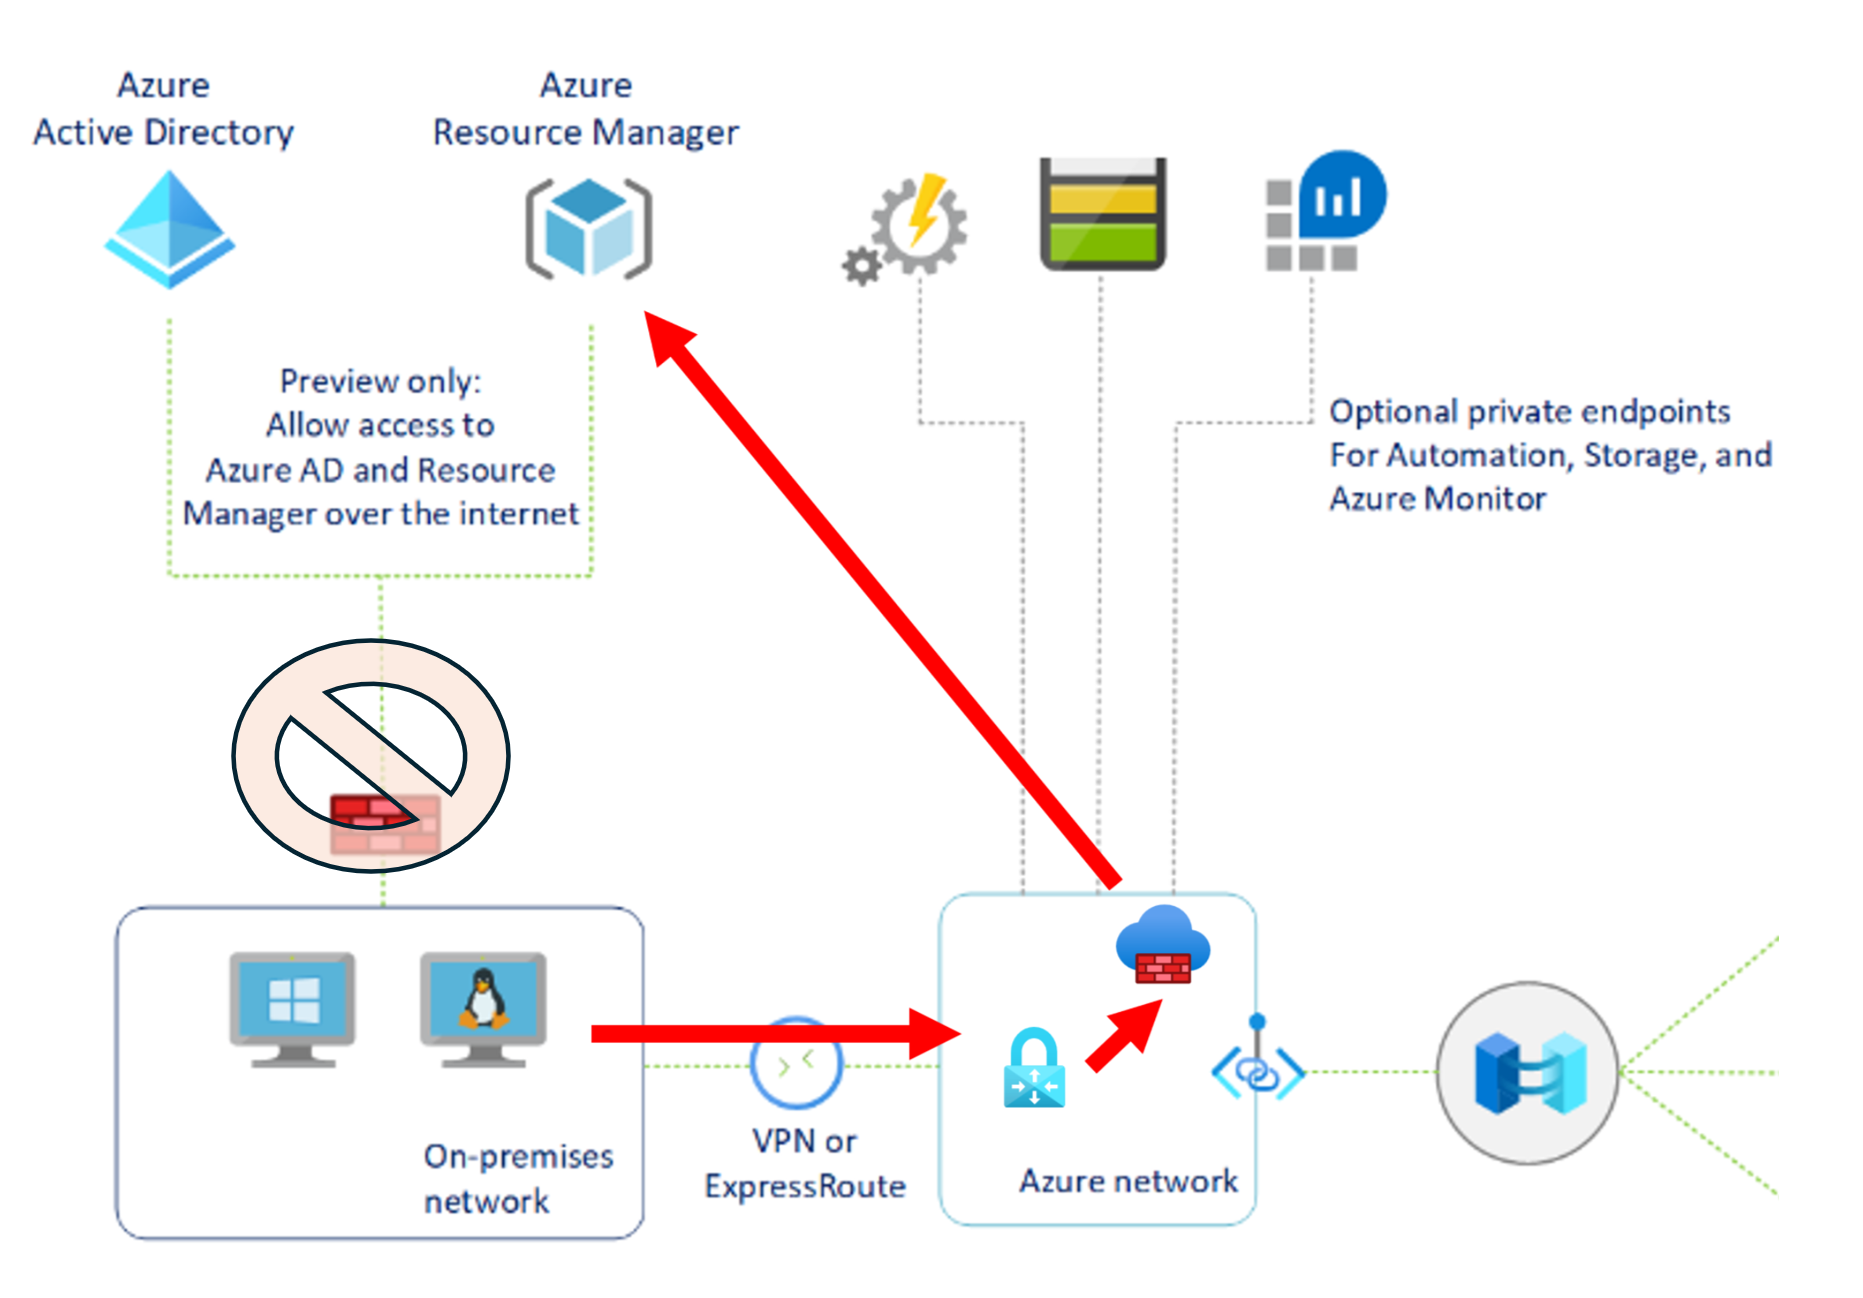 Azure
Active Directory
Azure
Resource Manager
Preview only:
Allow access to
Azure AD and Resource
Manager over the internet
Optional private endpoints
For Automation, Storage, and
Azure Monitor
On-premises
network
VPN or
ExpressRoute
Azure network